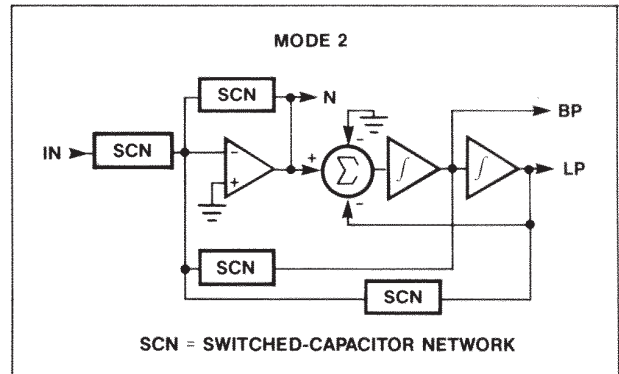 MODE 2
SCN
N
BP
IN
SCN
−
+
+
−
Σ
−
∫
∫
LP
SCN
SCN
SCN = SWITCHED-CAPACITOR NETWORK